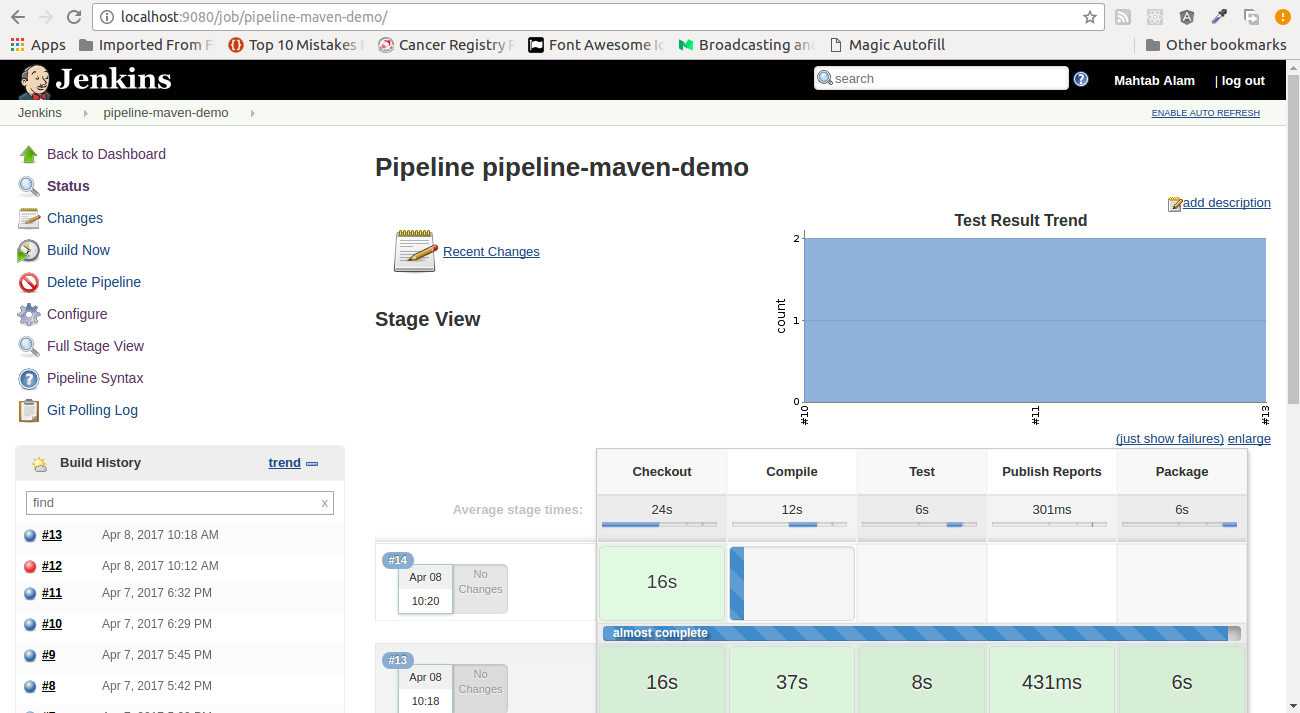 localhost:9080/job/pipeline-maven-demo/
Apps Imported From F Top 10 Mistakes Cancer Registry P Font Awesome Ic Broadcasting and Magic Autofill Other bookmarks
Jenkins search Mahtab Alam | log out
Jenkins pipeline-maven-demo ENABLE AUTO REFRESH
Back to Dashboard
Status
Changes
Build Now
Delete Pipeline
Configure
Full Stage View
Pipeline Syntax
Git Polling Log
Build History trend
find x
#13 Apr 8, 2017 10:18 AM
#12 Apr 8, 2017 10:12 AM
#11 Apr 7, 2017 6:32 PM
#10 Apr 7, 2017 6:29 PM
#9 Apr 7, 2017 5:45 PM
#8 Apr 7, 2017 5:42 PM
Pipeline pipeline-maven-demo
add description
Recent Changes
Test Result Trend
count
2
1
0
#10 #11 #13
(just show failures) enlarge
Stage View
Checkout Compile Test Publish Reports Package
Average stage times: 24s 12s 6s 301ms 6s
#14
Apr 08
10:20
No
Changes
16s
almost complete
#13
Apr 08
10:18
No
Changes
16s 37s 8s 431ms 6s